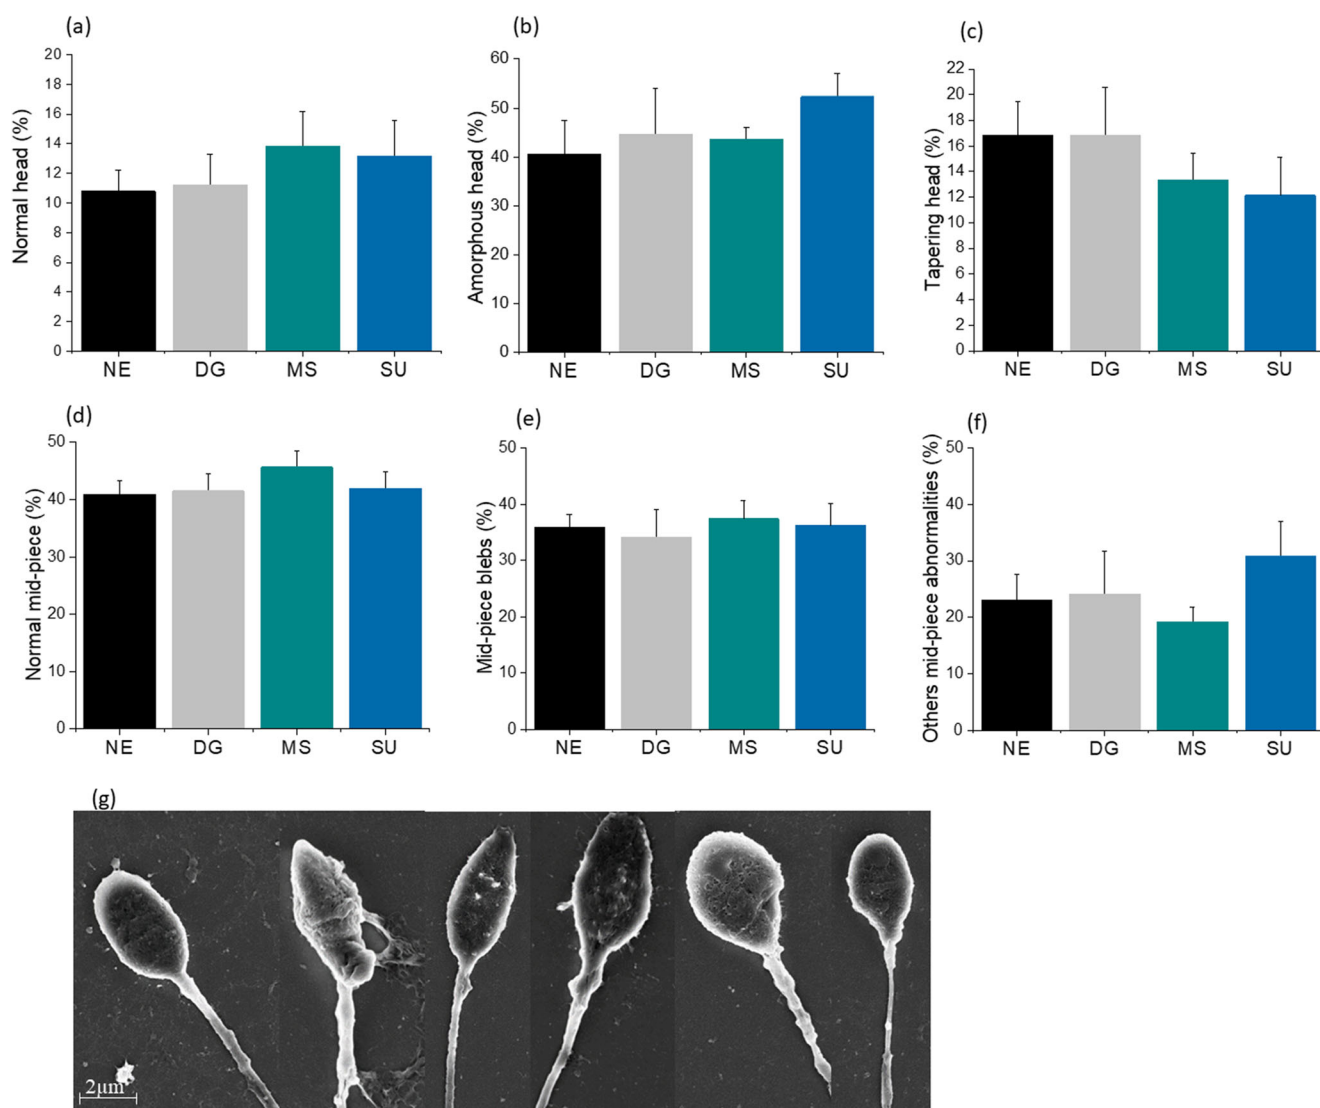 (a)
Normal head (%)
20
18
16
14
12
10
8
6
4
2
0
NE DG MS SU
(b)
Amorphous head (%)
60
50
40
30
20
10
0
NE DG MS SU
(c)
Tapering head (%)
22
20
18
16
14
12
10
8
6
4
2
0
NE DG MS SU
(d)
Normal mid-piece (%)
50
40
30
20
10
0
NE DG MS SU
(e)
Mid-piece blebs (%)
50
40
30
20
10
0
NE DG MS SU
(f)
Others mid-piece abnormalities (%)
50
40
30
20
10
0
NE DG MS SU
(g)
2μm